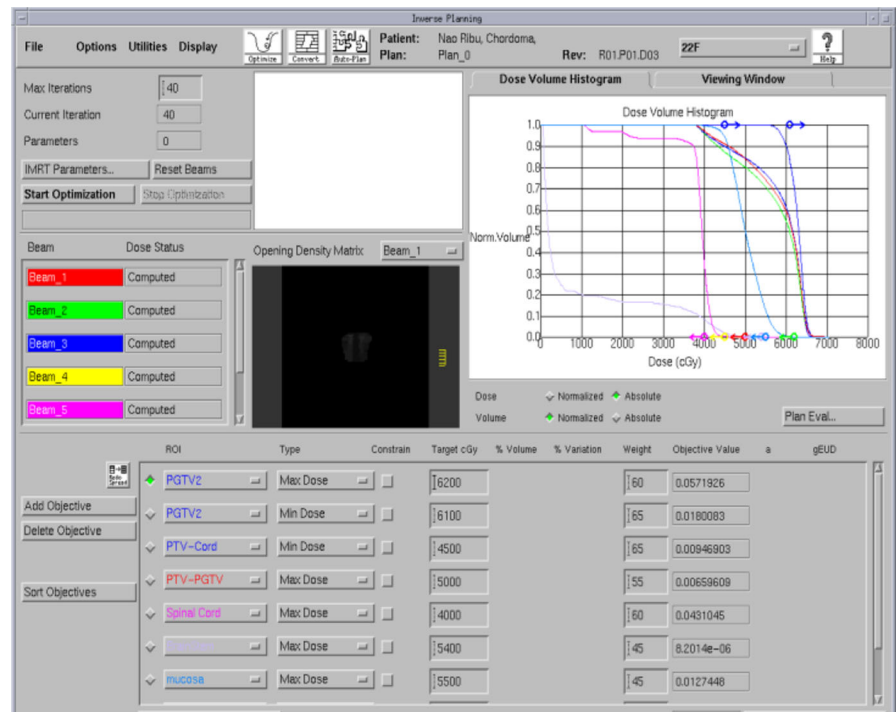 Inverse Planning
File Options Utilities Display
Optimize Convert Auto-Plan
Patient: Nao Ribu, Chordoma,
Plan: Plan_0 Rev: R01.P01.D03 22F
? Help
Max Iterations 40
Current Iteration 40
Parameters 0
IMRT Parameters... Reset Beams
Start Optimization Stop Optimization
Dose Volume Histogram Viewing Window
Dose Volume Histogram
1.0
0.9
0.8
0.7
0.6
Norm.Volume 0.5
0.4
0.3
0.2
0.1
0.0
0 1000 2000 3000 4000 5000 6000 7000 8000
Dose (cGy)
Beam Dose Status
Beam_1 Computed
Beam_2 Computed
Beam_3 Computed
Beam_4 Computed
Beam_5 Computed
Opening Density Matrix Beam_1
mm
Dose Normalized Absolute
Volume Normalized Absolute
Plan Eval...
Add Objective
Delete Objective
Sort Objectives
ROI Type Constrain Target cGy % Volume % Variation Weight Objective Value a gEUD
PGTV2 Max Dose 6200 60 0.0571926
PGTV2 Min Dose 6100 65 0.0180083
PTV-Cord Min Dose 4500 65 0.00946903
PTV-PGTV Max Dose 5000 55 0.00659609
Spinal Cord Max Dose 4000 60 0.0431045
Max Dose 5400 45 8.2014e-06
mucosa Max Dose 5500 45 0.0127448